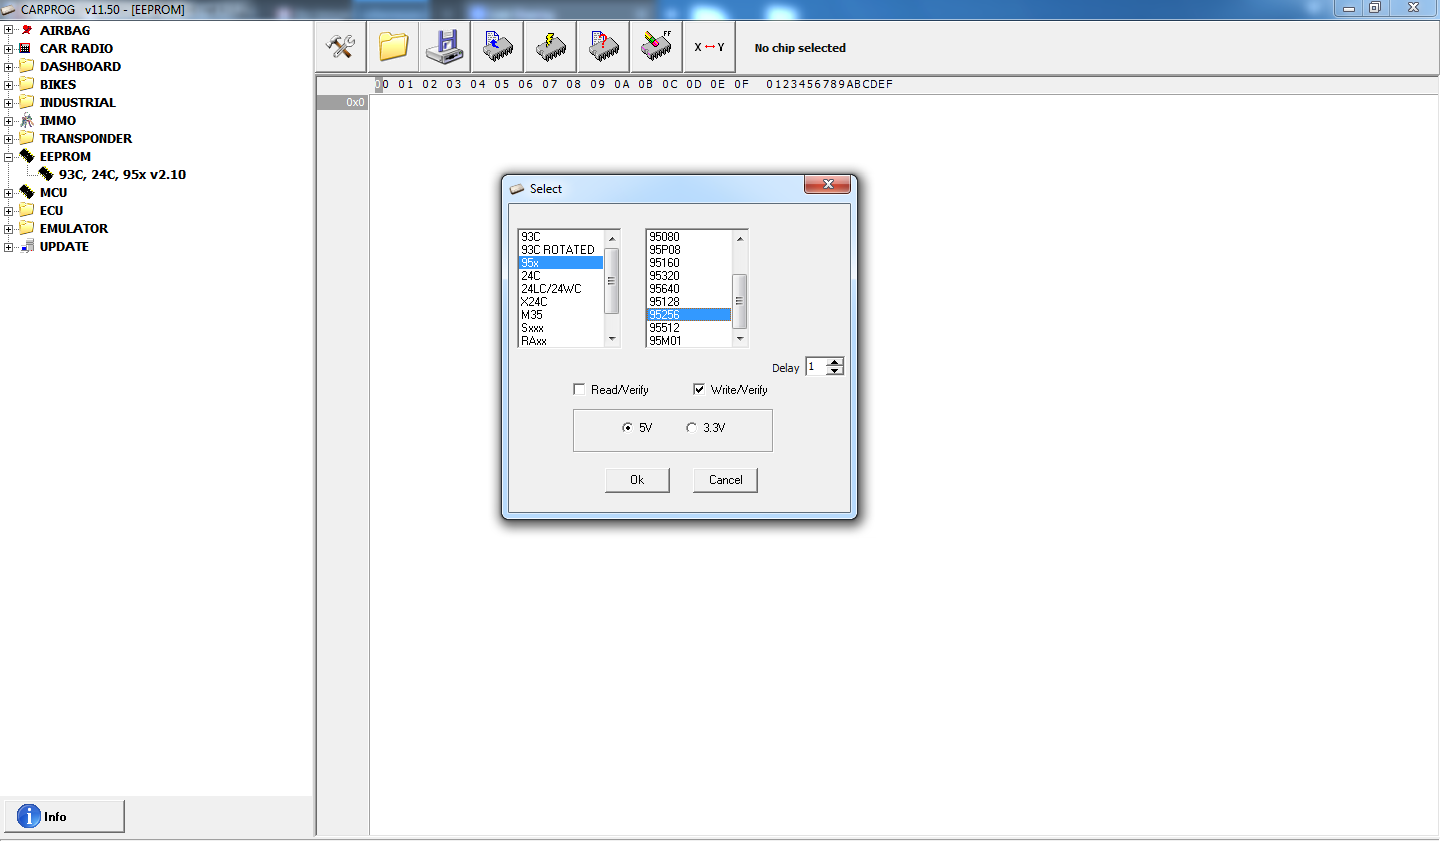 CARPROG v11.50 - [EEPROM]
AIRBAG
CAR RADIO
DASHBOARD
BIKES
INDUSTRIAL
IMMO
TRANSPONDER
EEPROM
93C, 24C, 95x v2.10
MCU
ECU
EMULATOR
UPDATE
Info
FF
X Y
No chip selected
00 01 02 03 04 05 06 07 08 09 0A 0B 0C 0D 0E 0F 0123456789ABCDEF
0x0
Select
93C
93C ROTATED
95x
24C
24LC/24WC
X24C
M35
Sxxx
RAxx
95080
95P08
95160
95320
95640
95128
95256
95512
95M01
Delay 1
Read/Verify Write/Verify
5V 3.3V
Ok Cancel